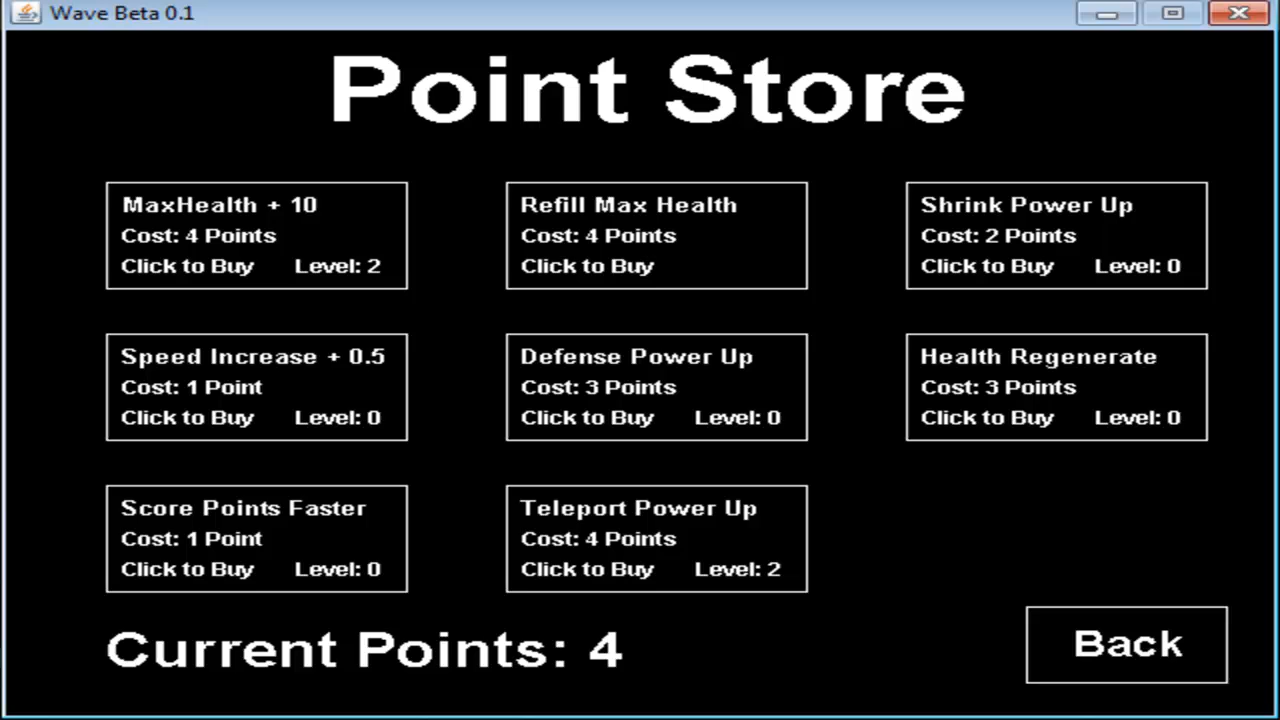 Wave Beta 0.1
Point Store
MaxHealth + 10
Cost: 4 Points
Click to Buy Level: 2
Refill Max Health
Cost: 4 Points
Click to Buy
Shrink Power Up
Cost: 2 Points
Click to Buy Level: 0
Speed Increase + 0.5
Cost: 1 Point
Click to Buy Level: 0
Defense Power Up
Cost: 3 Points
Click to Buy Level: 0
Health Regenerate
Cost: 3 Points
Click to Buy Level: 0
Score Points Faster
Cost: 1 Point
Click to Buy Level: 0
Teleport Power Up
Cost: 4 Points
Click to Buy Level: 2
Current Points: 4
Back